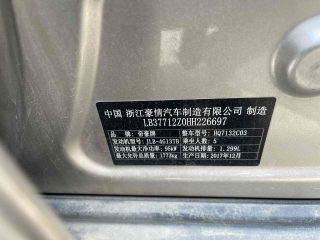 中国 浙江豪情汽车制造有限公司 制造
LB37712Z0HH226697
品 牌：帝豪牌 整车型号：HQ7132C03
发动机型号：JLB-4G13TB 乘坐人数：5
发动机最大净功率：95kW 发动机排量：1.299L
最大允许总质量：1773kg 生产日期：2017年12月